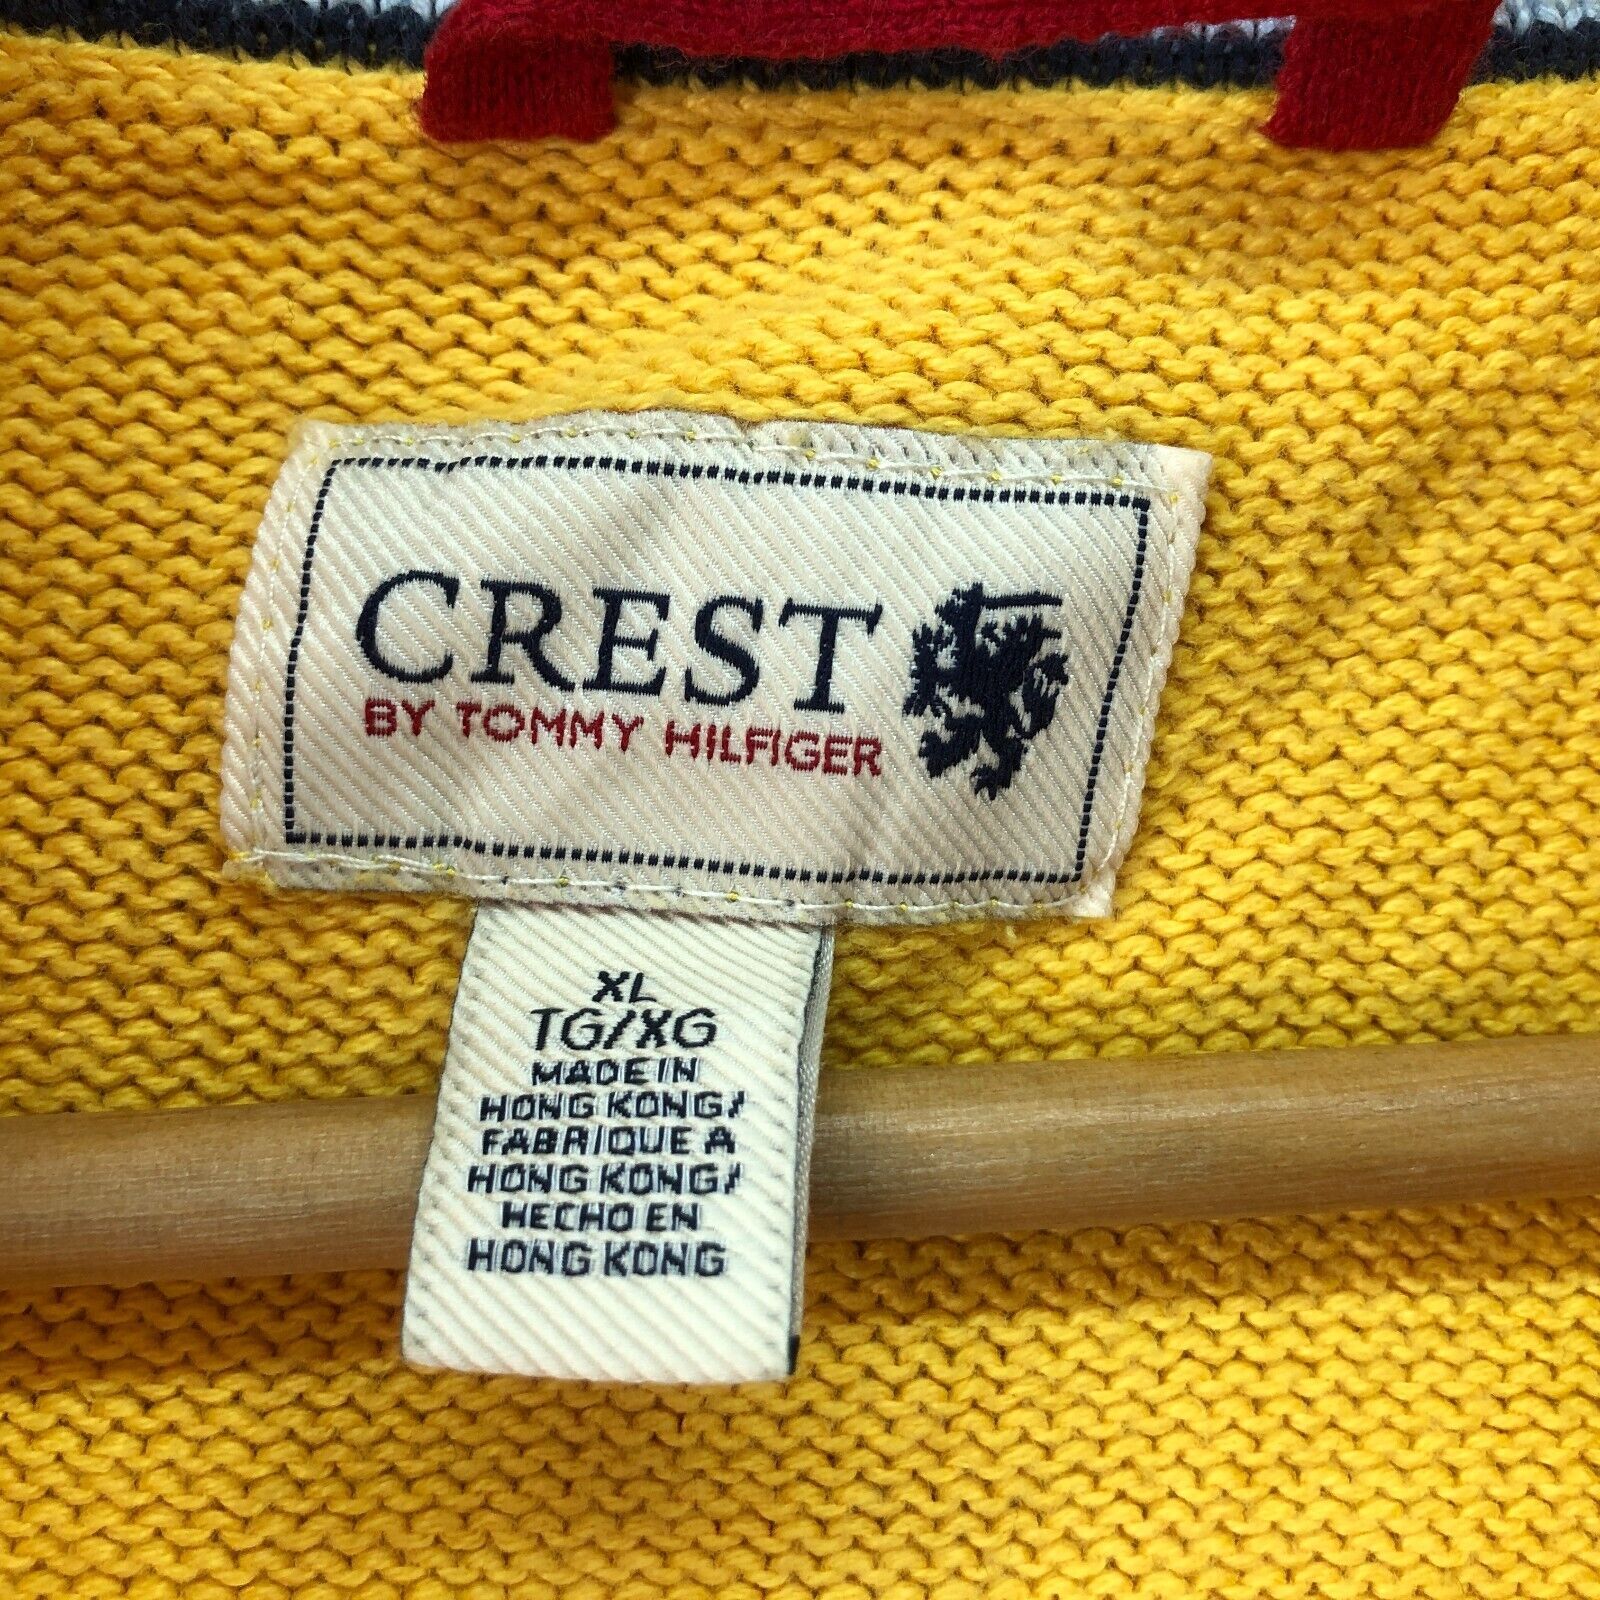 CREST
BY TOMMY HILFIGER
XL
TG/XG
MADE IN
HONG KONG/
FABRIQUE A
HONG KONG/
HECHO EN
HONG KONG